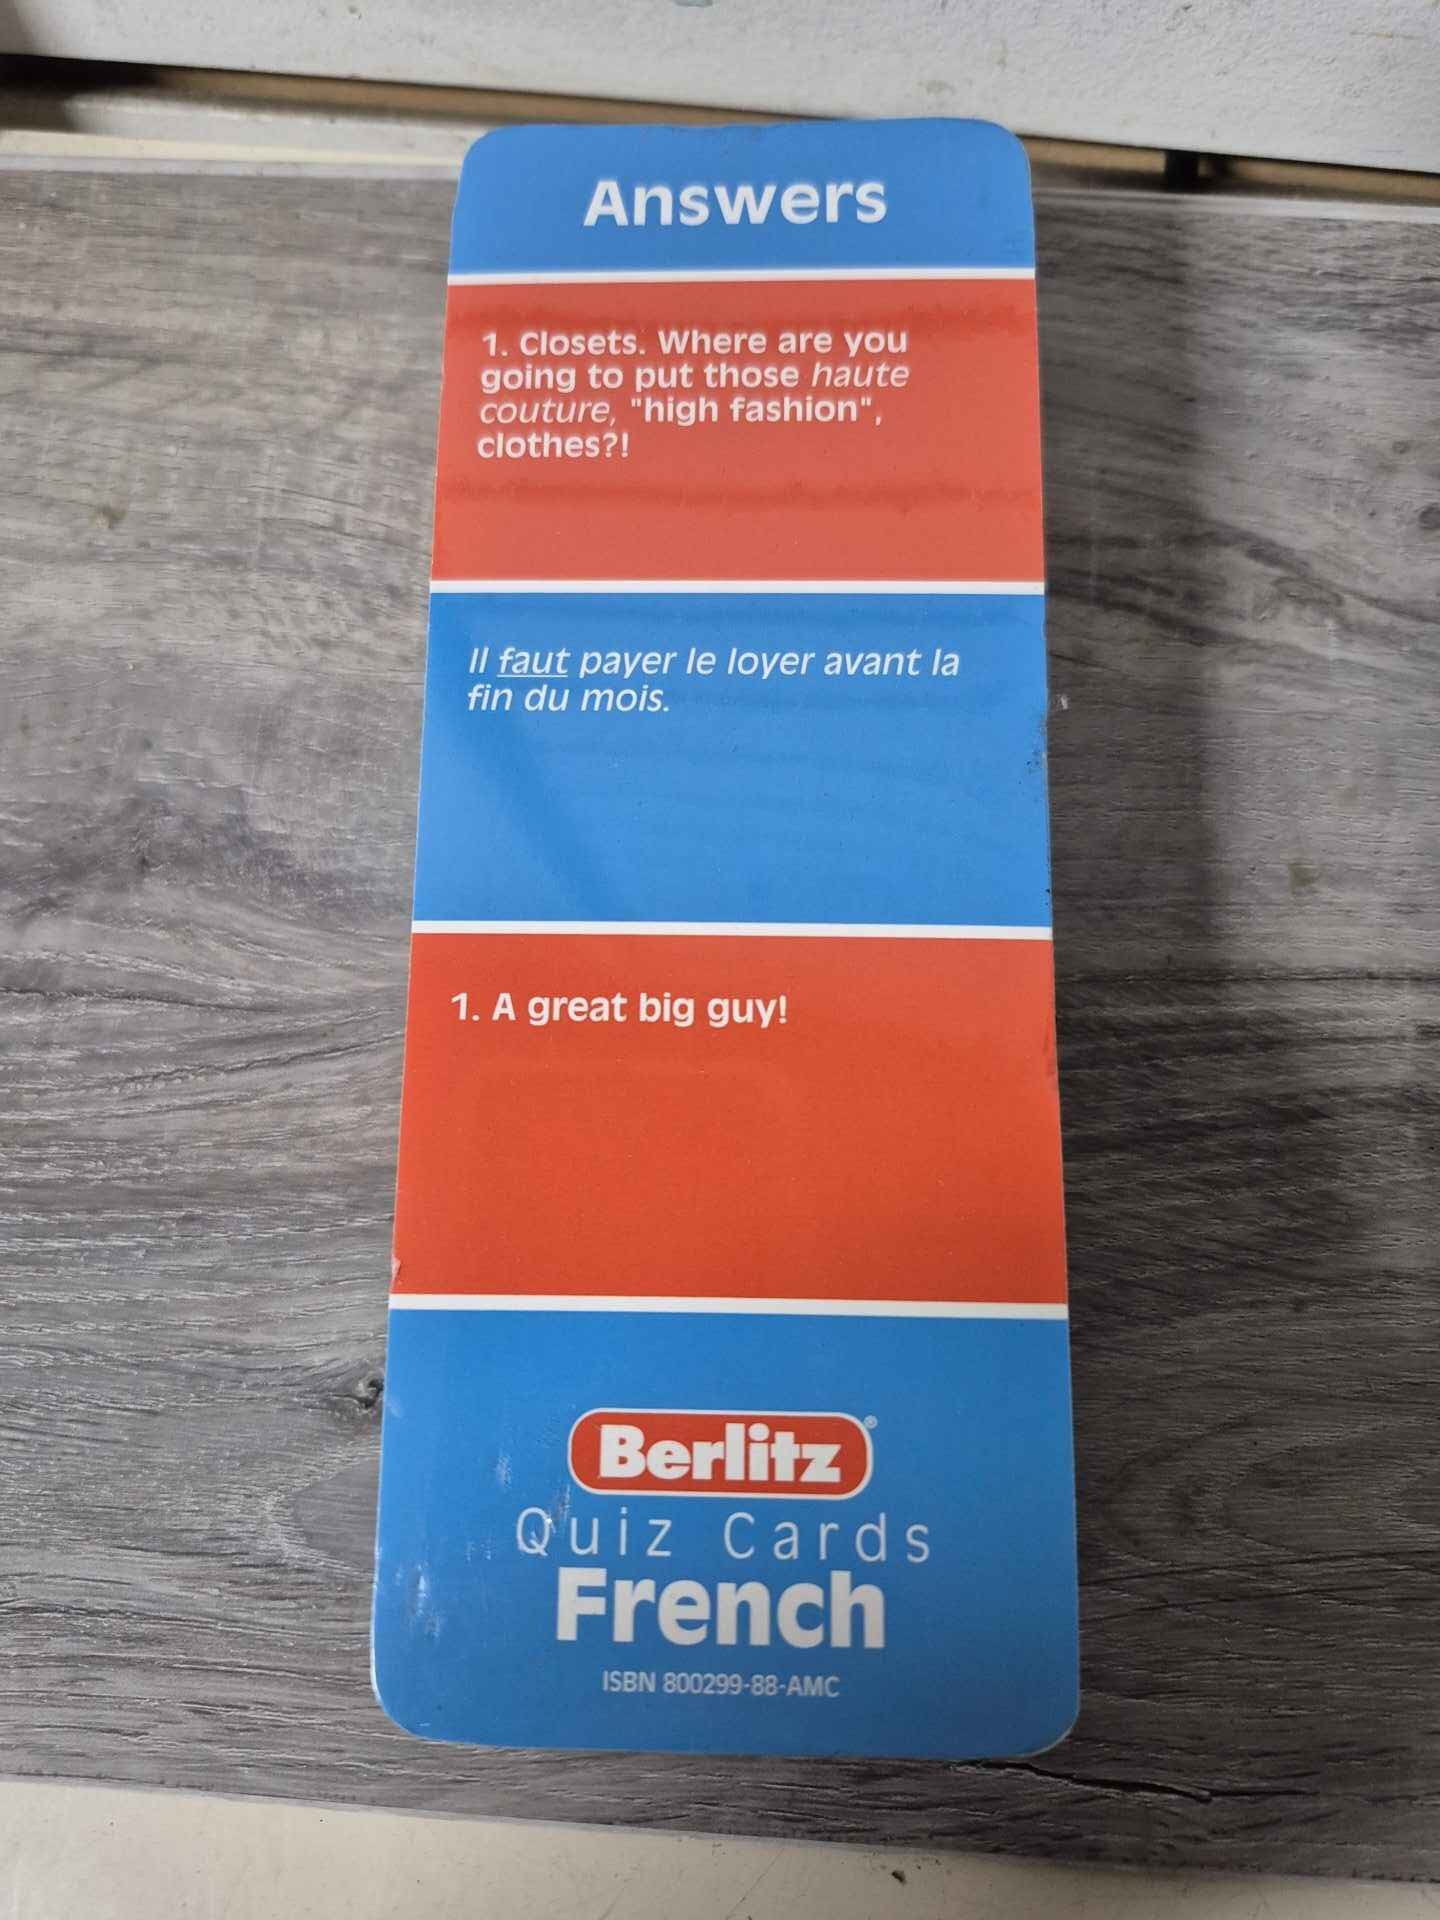 Answers
1. Closets. Where are you
going to put those haute
couture, "high fashion",
clothes?!
Il faut payer le loyer avant la
fin du mois.
1. A great big guy!
Berlitz®
Quiz Cards
French
ISBN 800299-88-AMC